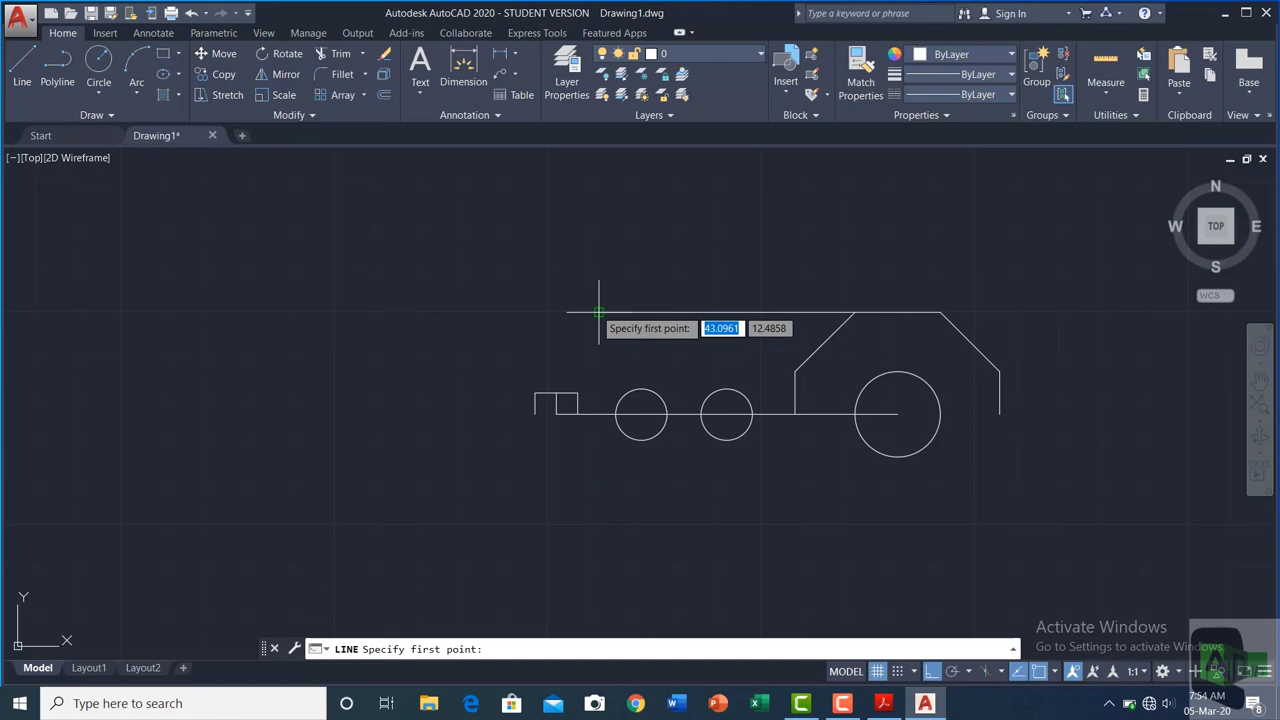 Autodesk AutoCAD 2020 - STUDENT VERSION Drawing1.dwg
Type a keyword or phrase
Sign In
Home Insert Annotate Parametric View Manage Output Add-ins Collaborate Express Tools Featured Apps
Line Polyline Circle Arc
Move Rotate Trim
Copy Mirror Fillet
Stretch Scale Array
Text Dimension Table
Layer Properties
0
Insert
Match Properties
ByLayer
ByLayer
ByLayer
Group
Measure
Paste
Base
Draw Modify Annotation Layers Block Properties Groups Utilities Clipboard View
Start Drawing1*
[−][Top][2D Wireframe]
N
W TOP E
S
WCS
Specify first point: 43.0961 12.4858
Y
X
Activate Windows
Go to Settings to activate Windows.
LINE Specify first point:
Model Layout1 Layout2
MODEL 1:1
Type here to search
7:54 AM
05-Mar-20
8